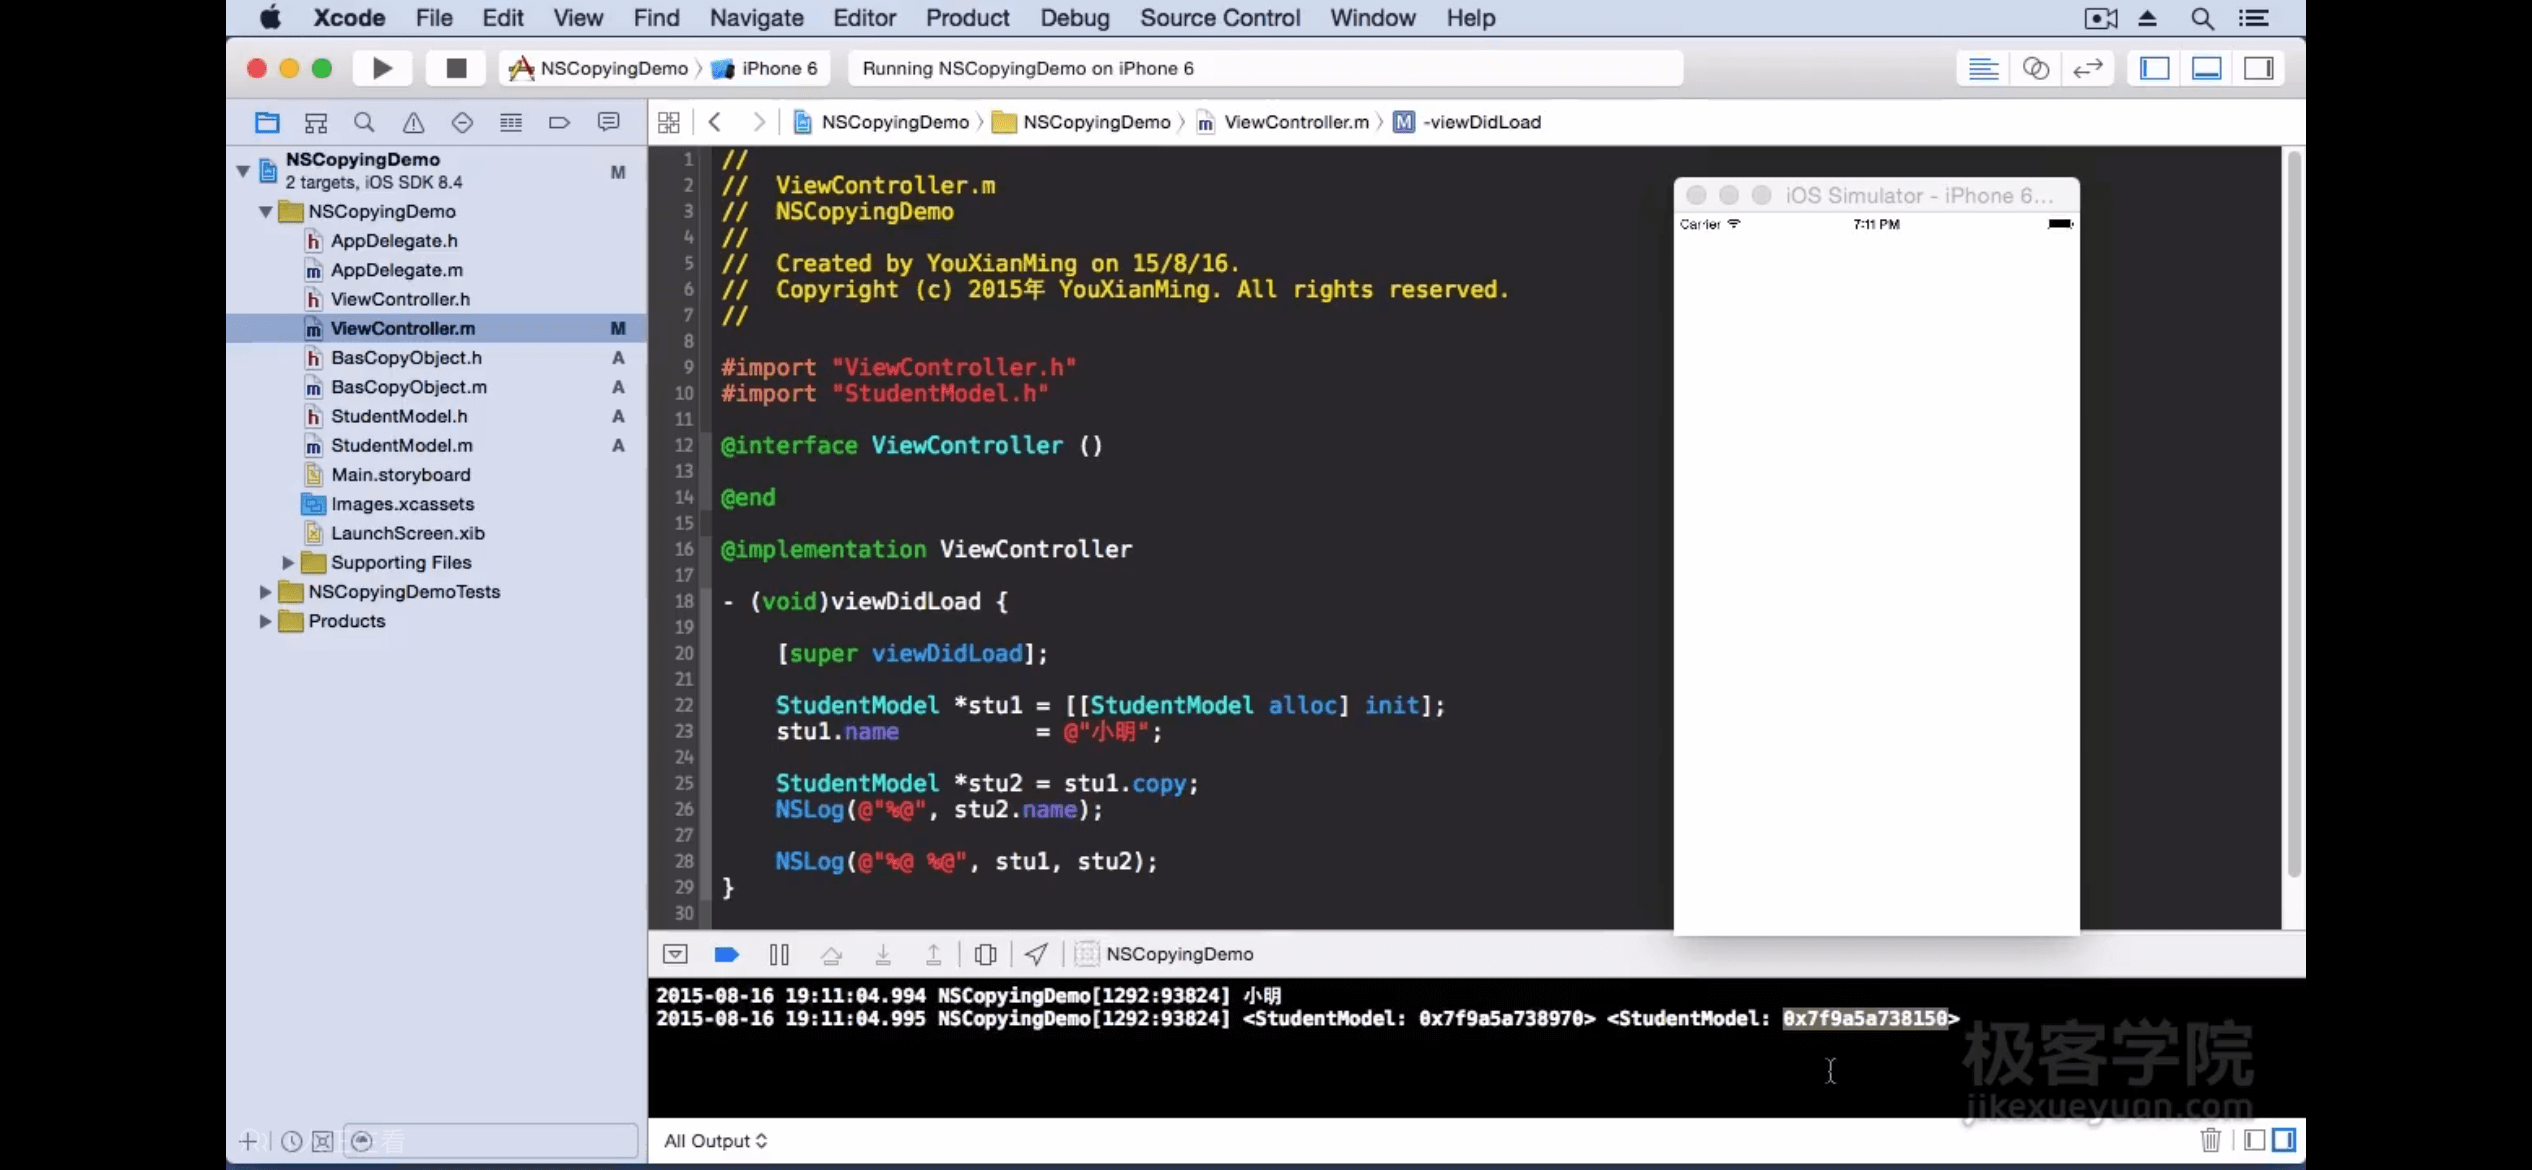 Xcode File Edit View Find Navigate Editor Product Debug Source Control Window Help
NSCopyingDemo iPhone 6 Running NSCopyingDemo on iPhone 6
NSCopyingDemo NSCopyingDemo ViewController.m M -viewDidLoad
NSCopyingDemo
2 targets, iOS SDK 8.4 M
NSCopyingDemo
h AppDelegate.h
m AppDelegate.m
h ViewController.h
m ViewController.m M
h BasCopyObject.h A
m BasCopyObject.m A
h StudentModel.h A
m StudentModel.m A
Main.storyboard
Images.xcassets
LaunchScreen.xib
Supporting Files
NSCopyingDemoTests
Products
1 //
2 // ViewController.m
3 // NSCopyingDemo
4 //
5 // Created by YouXianMing on 15/8/16.
6 // Copyright (c) 2015年 YouXianMing. All rights reserved.
7 //
8
9 #import "ViewController.h"
10 #import "StudentModel.h"
11
12 @interface ViewController ()
13
14 @end
15
16 @implementation ViewController
17
18 - (void)viewDidLoad {
19
20 [super viewDidLoad];
21
22 StudentModel *stu1 = [[StudentModel alloc] init];
23 stu1.name = @"小明";
24
25 StudentModel *stu2 = stu1.copy;
26 NSLog(@"%@", stu2.name);
27
28 NSLog(@"%@ %@", stu1, stu2);
29 }
30
iOS Simulator - iPhone 6...
Carrier 7:11 PM
NSCopyingDemo
2015-08-16 19:11:04.994 NSCopyingDemo[1292:93824] 小明
2015-08-16 19:11:04.995 NSCopyingDemo[1292:93824] <StudentModel: 0x7f9a5a738970> <StudentModel: 0x7f9a5a738150>
极客学院
jikexueyuan.com
All Output